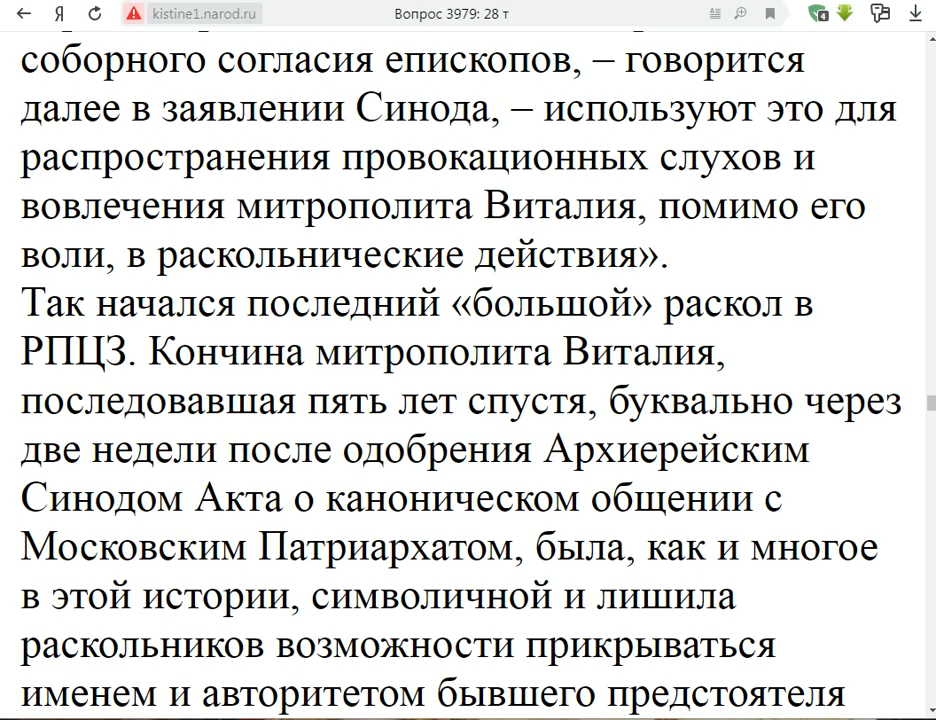 kistine1.narod.ru
Вопрос 3979: 28 т
4
соборного согласия епископов, – говорится
далее в заявлении Синода, – используют это для
распространения провокационных слухов и
вовлечения митрополита Виталия, помимо его
воли, в раскольнические действия».
Так начался последний «большой» раскол в
РПЦЗ. Кончина митрополита Виталия,
последовавшая пять лет спустя, буквально через
две недели после одобрения Архиерейским
Синодом Акта о каноническом общении с
Московским Патриархатом, была, как и многое
в этой истории, символичной и лишила
раскольников возможности прикрываться
именем и авторитетом бывшего предстоятеля